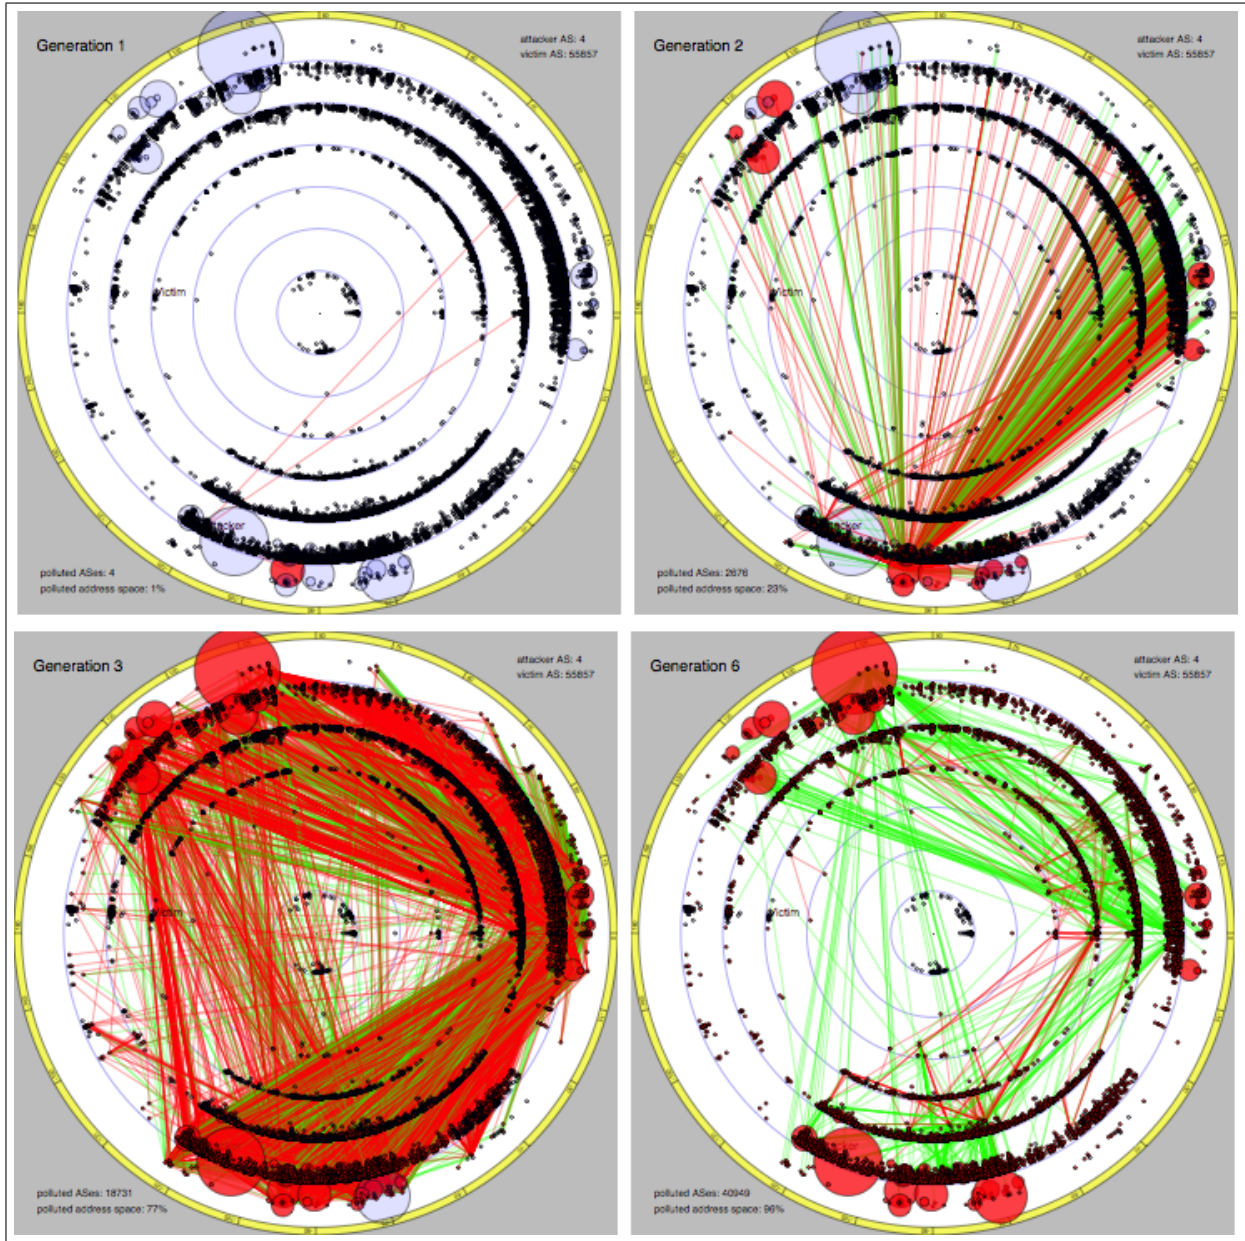 Generation 1
attacker AS: 4
victim AS: 55857
Victim
polluted ASes: 4
polluted address space: 1%
Generation 2
attacker AS: 4
victim AS: 55857
Victim
polluted ASes: 2676
polluted address space: 23%
Generation 3
attacker AS: 4
victim AS: 55857
Victim
polluted ASes: 18731
polluted address space: 77%
Generation 6
attacker AS: 4
victim AS: 55857
Victim
polluted ASes: 40949
polluted address space: 96%